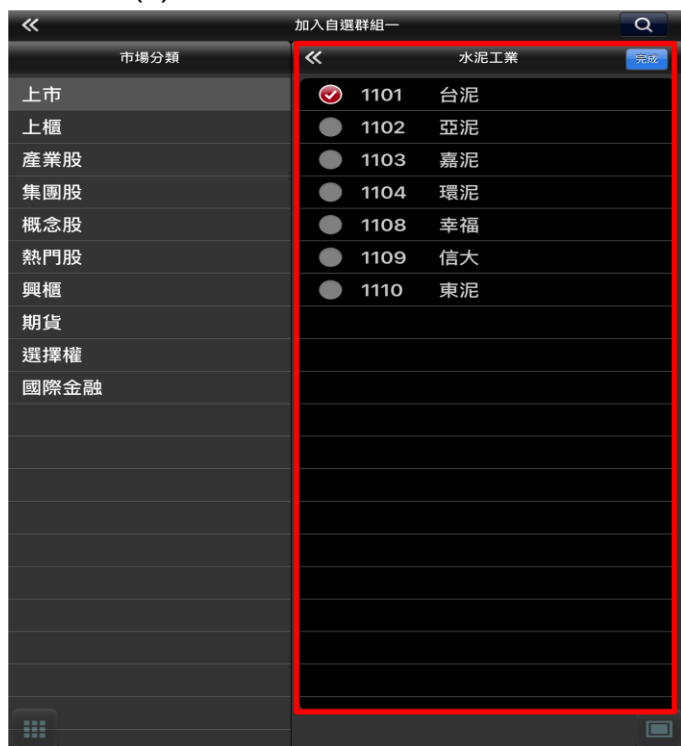 加入自選群組一
市場分類
水泥工業
完成
上市
上櫃
產業股
集團股
概念股
熱門股
興櫃
期貨
選擇權
國際金融
1101 台泥
1102 亞泥
1103 嘉泥
1104 環泥
1108 幸福
1109 信大
1110 東泥